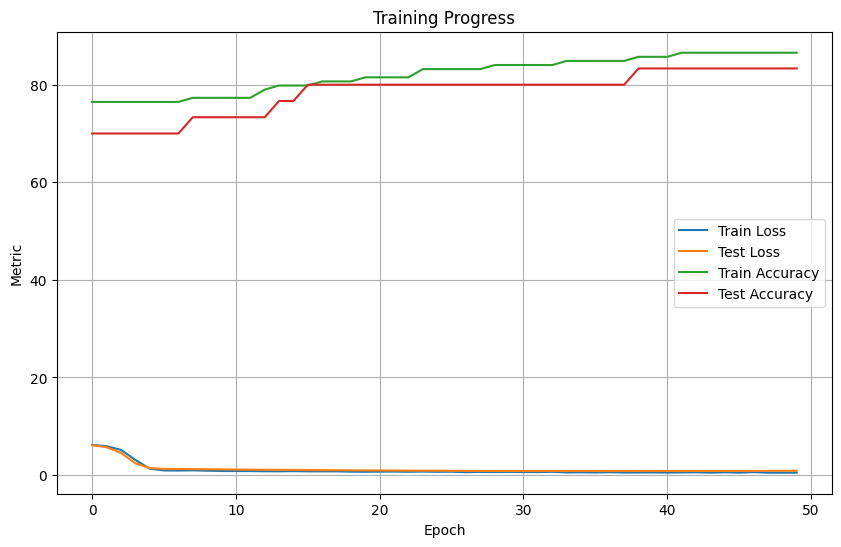 Training Progress
80
60
40
20
0
Metric
Train Loss
Test Loss
Train Accuracy
Test Accuracy
0 10 20 30 40 50
Epoch